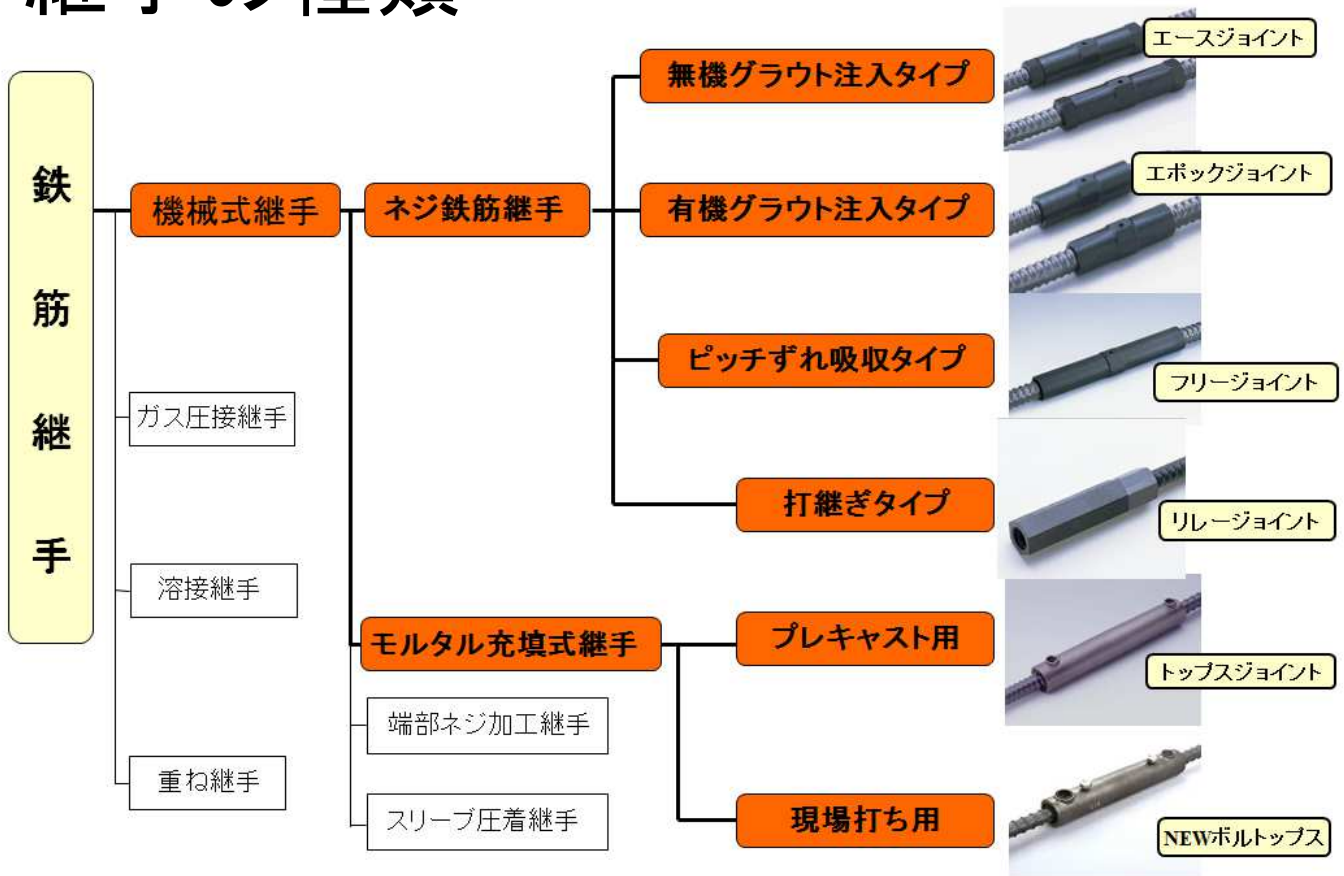 継手の種類
鉄筋継手
機械式継手
ガス圧接継手
溶接継手
重ね継手
ネジ鉄筋継手
モルタル充填式継手
端部ネジ加工継手
スリーブ圧着継手
無機グラウト注入タイプ
有機グラウト注入タイプ
ピッチずれ吸収タイプ
打継ぎタイプ
プレキャスト用
現場打ち用
エースジョイント
エポックジョイント
フリージョイント
リレージョイント
トップスジョイント
NEWボルトップス